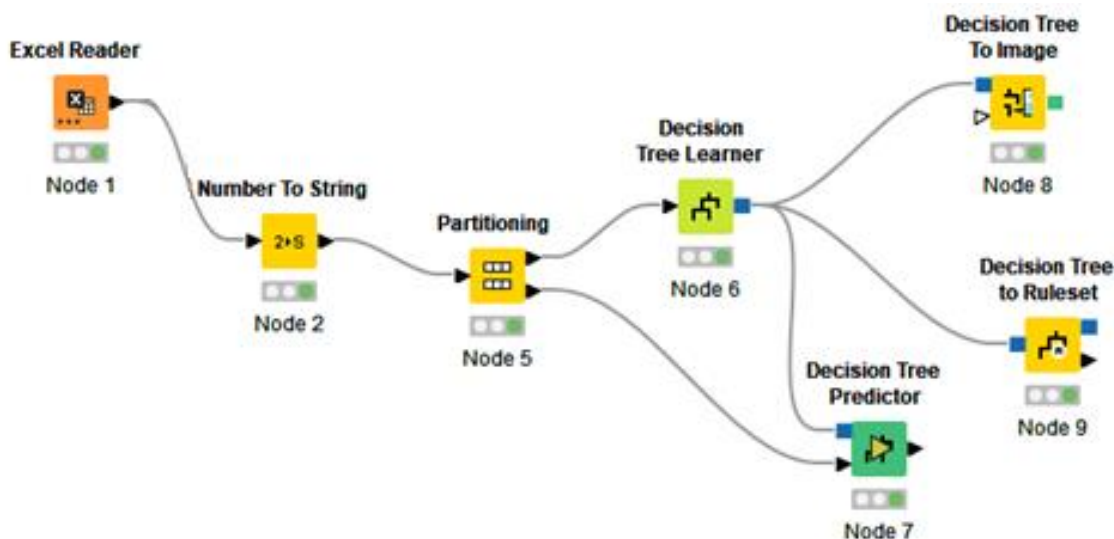 Excel Reader
Node 1
Number To String
2▸S
Node 2
Partitioning
Node 5
Decision
Tree Learner
Node 6
Decision Tree
To Image
Node 8
Decision Tree
to Ruleset
Node 9
Decision Tree
Predictor
Node 7